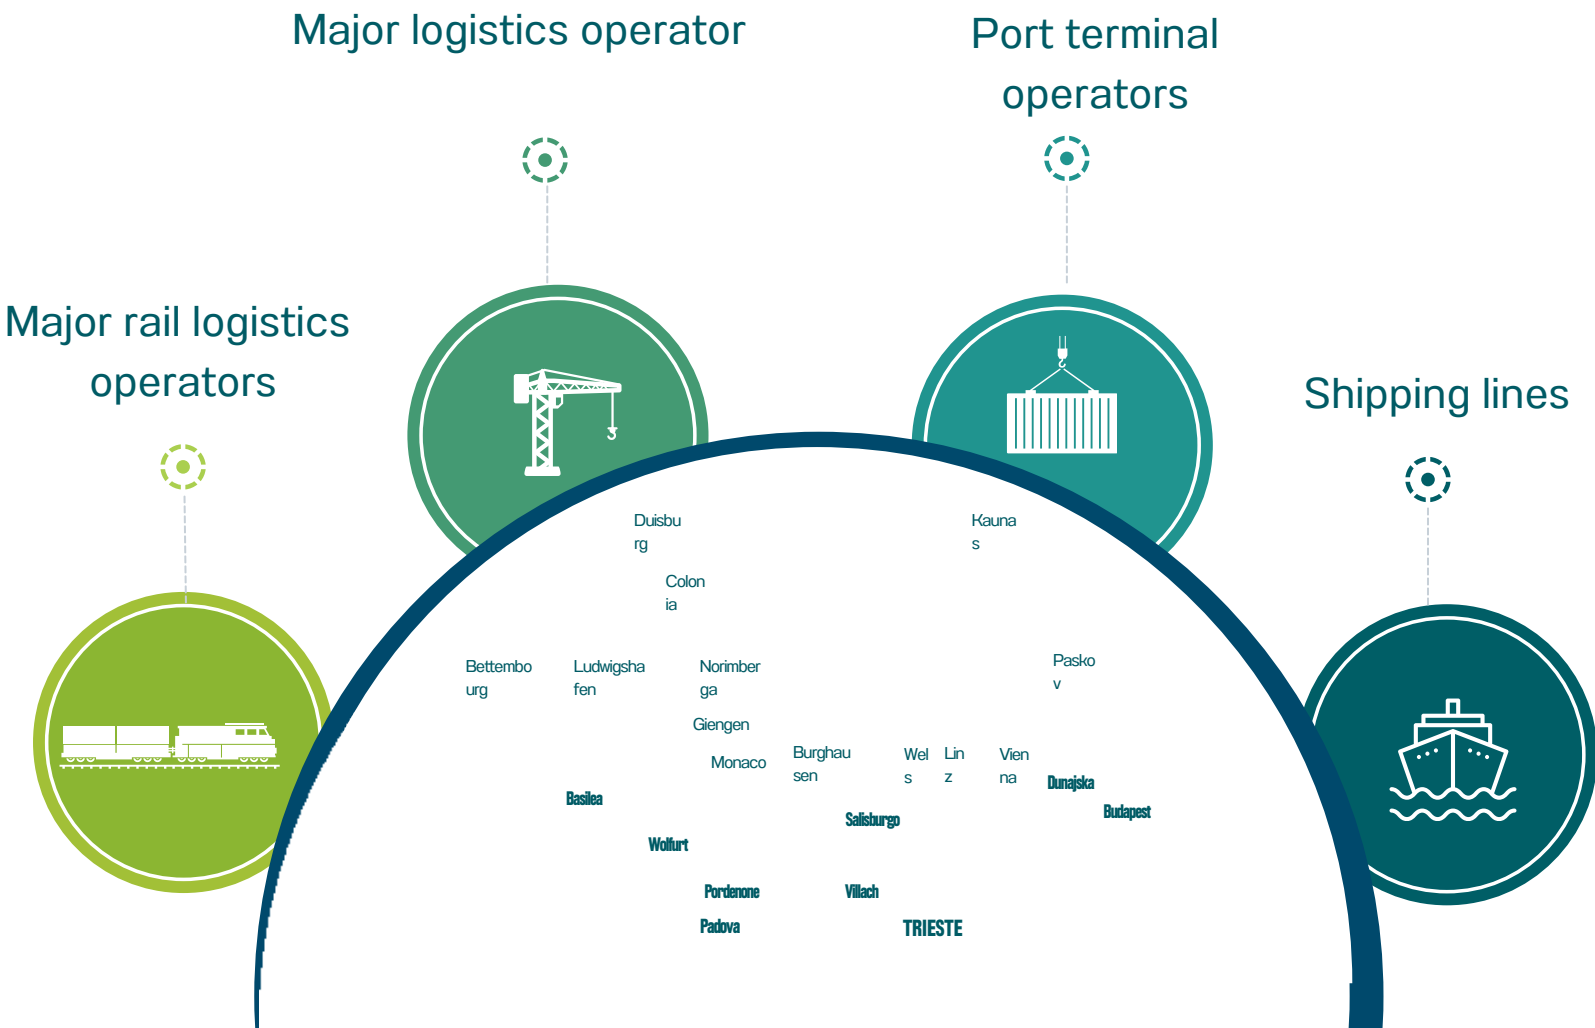 Major logistics operator
Port terminal
operators
Major rail logistics
operators
Shipping lines
Duisbu
rg
Kauna
s
Colon
ia
Bettembo
urg
Ludwigsha
fen
Norimber
ga
Pasko
v
Giengen
Monaco
Burghau
sen
Wel
s
Lin
z
Vien
na
Dunajska
Basilea
Budapest
Salisburgo
Wolfurt
Pordenone
Villach
Padova
TRIESTE